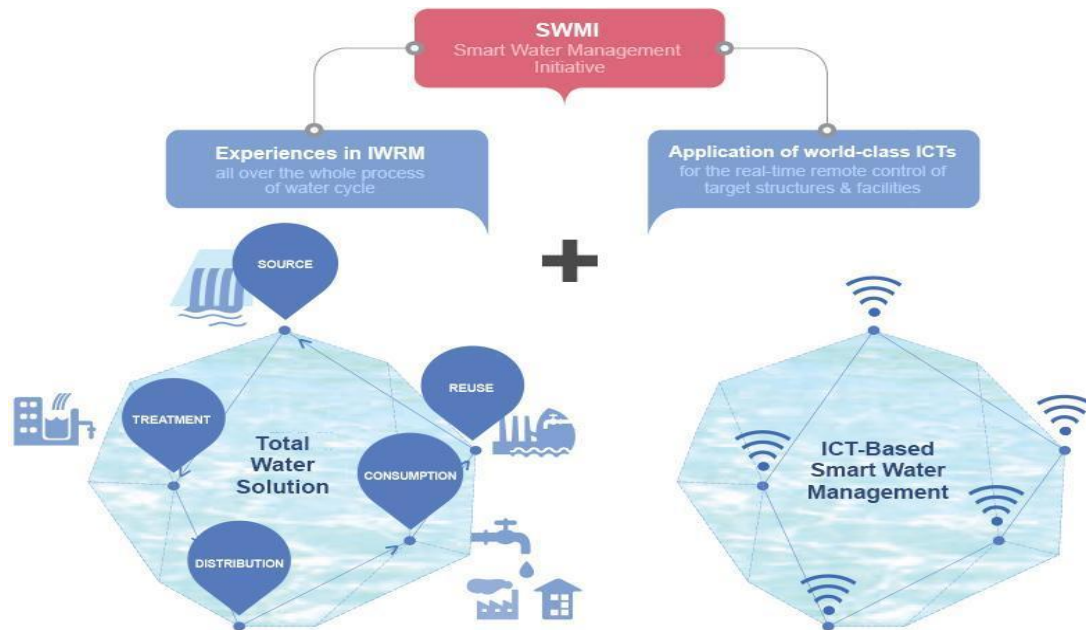 SWMI
Smart Water Management
Initiative
Experiences in IWRM
all over the whole process
of water cycle
Application of world-class ICTs
for the real-time remote control of
target structures & facilities
SOURCE
REUSE
TREATMENT
Total
Water
Solution
CONSUMPTION
DISTRIBUTION
ICT-Based
Smart Water
Management